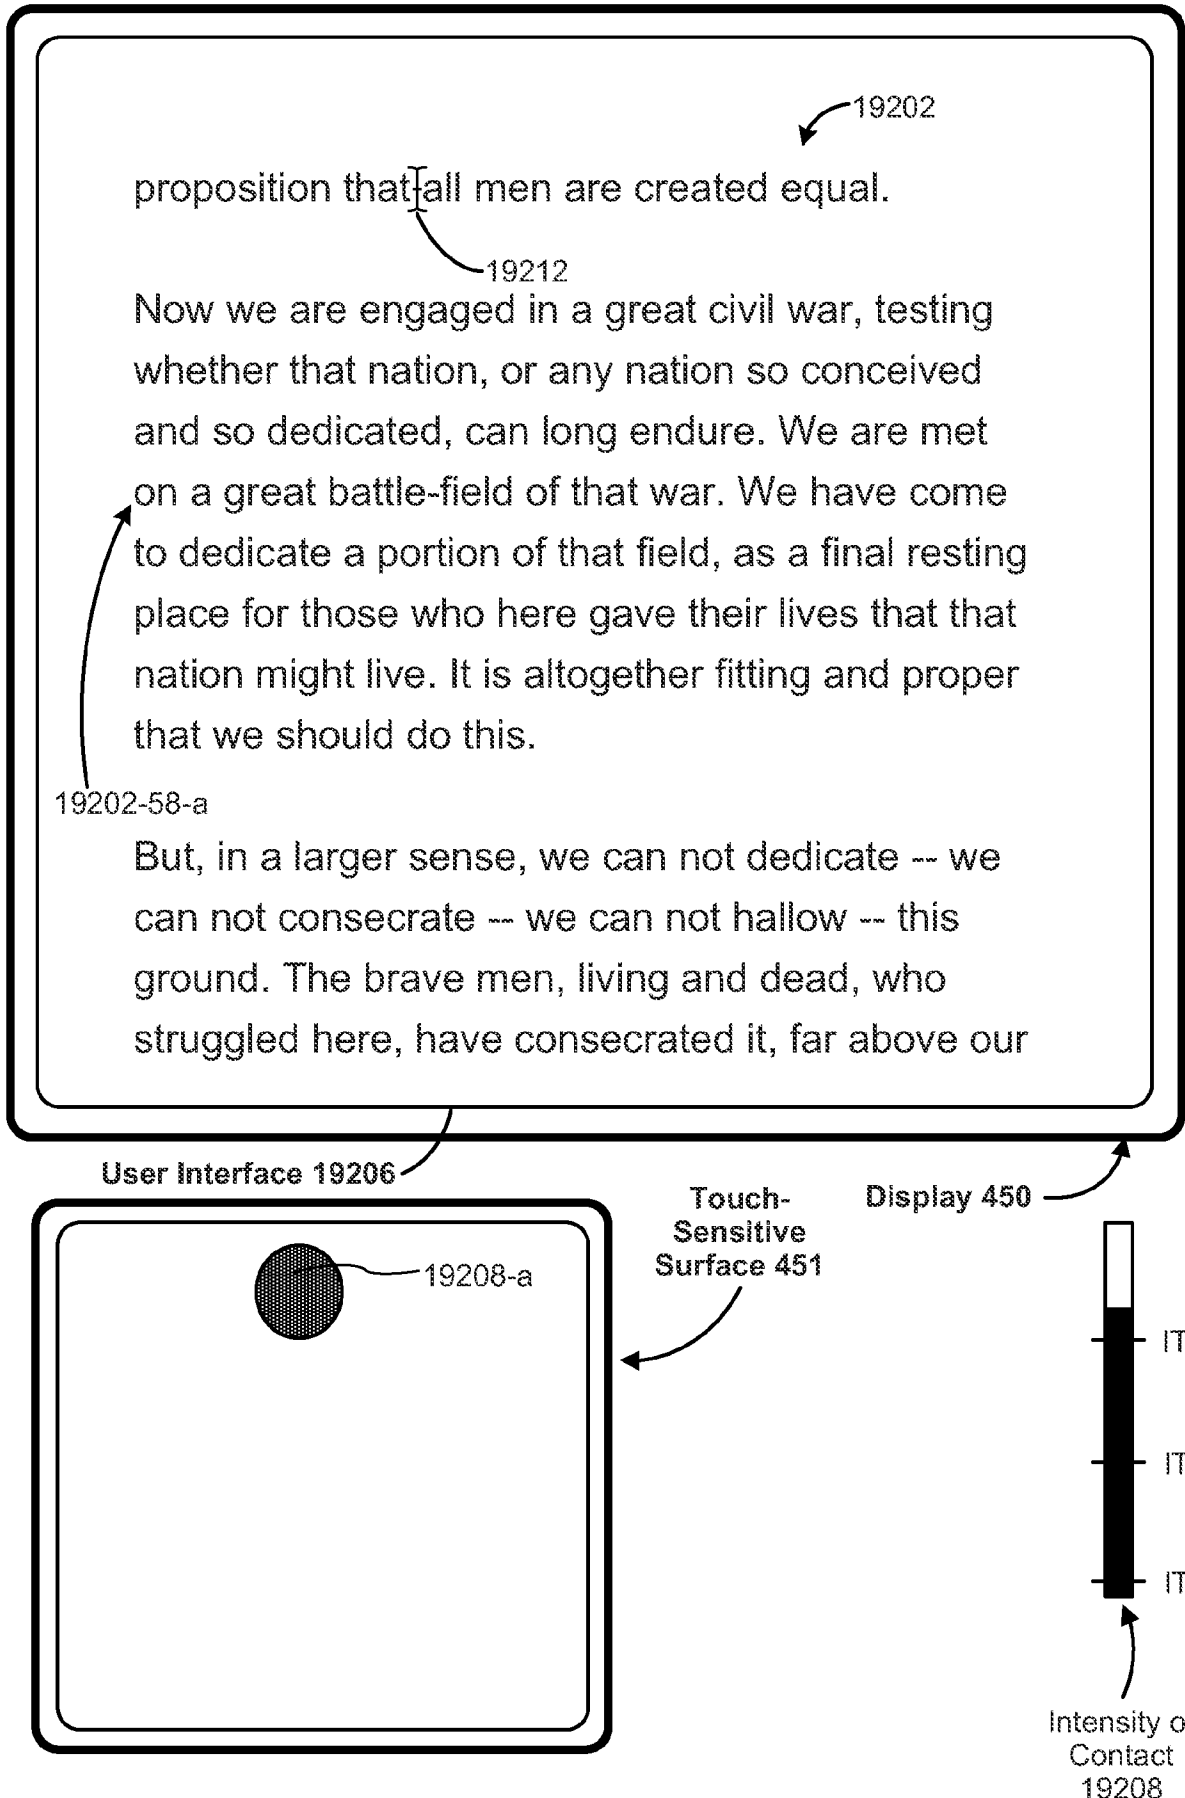 19202
proposition that all men are created equal.
19212
Now we are engaged in a great civil war, testing
whether that nation, or any nation so conceived
and so dedicated, can long endure. We are met
on a great battle-field of that war. We have come
to dedicate a portion of that field, as a final resting
place for those who here gave their lives that that
nation might live. It is altogether fitting and proper
that we should do this.
19202-58-a
But, in a larger sense, we can not dedicate -- we
can not consecrate -- we can not hallow -- this
ground. The brave men, living and dead, who
struggled here, have consecrated it, far above our
User Interface 19206
Display 450
Touch-
Sensitive
Surface 451
19208-a
IT
IT
IT
Intensity o
Contact
19208